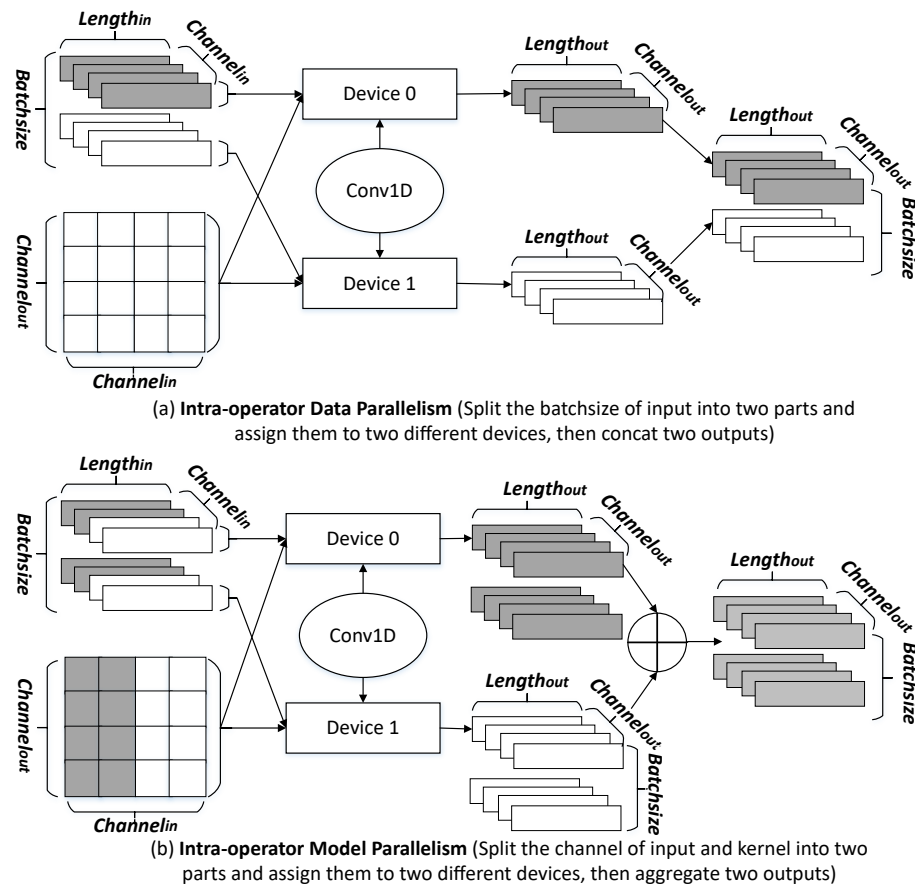 Lengthin
Channelin
Batchsize
Device 0
Conv1D
Device 1
Channelout
Channelin
Lengthout
Channelout
Lengthout
Channelout
Lengthout
Channelout
Batchsize
(a) Intra-operator Data Parallelism (Split the batchsize of input into two parts and
assign them to two different devices, then concat two outputs)
Lengthin
Channelin
Batchsize
Device 0
Conv1D
Device 1
Channelout
Channelin
Lengthout
Channelout
Lengthout
Channelout
Batchsize
Lengthout
Channelout
Batchsize
(b) Intra-operator Model Parallelism (Split the channel of input and kernel into two
parts and assign them to two different devices, then aggregate two outputs)